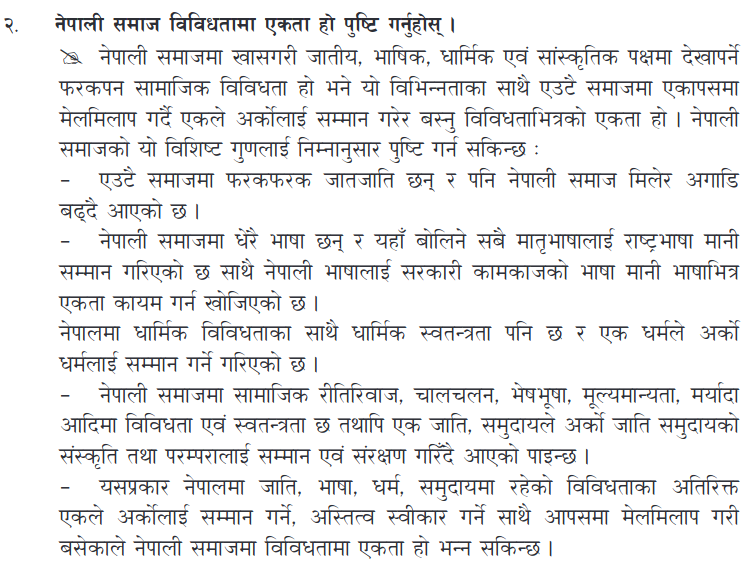 २. नेपाली समाज विविधतामा एकता हो पुष्टि गर्नुहोस् ।
नेपाली समाजमा खासगरी जातीय, भाषिक, धार्मिक एवं सांस्कृतिक पक्षमा देखापर्ने
फरकपन सामाजिक विविधता हो भने यो विभिन्नताका साथै एउटै समाजमा एकापसमा
मेलमिलाप गर्दै एकले अर्कोलाई सम्मान गरेर बस्नु विविधताभित्रको एकता हो । नेपाली
समाजको यो विशिष्ट गुणलाई निम्नानुसार पुष्टि गर्न सकिन्छ :
– एउटै समाजमा फरकफरक जातजाति छन् र पनि नेपाली समाज मिलेर अगाडि
बढ्दै आएको छ ।
– नेपाली समाजमा धेरै भाषा छन् र यहाँ बोलिने सबै मातृभाषालाई राष्ट्रभाषा मानी
सम्मान गरिएको छ साथै नेपाली भाषालाई सरकारी कामकाजको भाषा मानी भाषाभित्र
एकता कायम गर्न खोजिएको छ ।
नेपालमा धार्मिक विविधताका साथै धार्मिक स्वतन्त्रता पनि छ र एक धर्मले अर्को
धर्मलाई सम्मान गर्ने गरिएको छ ।
– नेपाली समाजमा सामाजिक रीतिरिवाज, चालचलन, भेषभूषा, मूल्यमान्यता, मर्यादा
आदिमा विविधता एवं स्वतन्त्रता छ तथापि एक जाति, समुदायले अर्को जाति समुदायको
संस्कृति तथा परम्परालाई सम्मान एवं संरक्षण गरिँदै आएको पाइन्छ ।
– यसप्रकार नेपालमा जाति, भाषा, धर्म, समुदायमा रहेको विविधताका अतिरिक्त
एकले अर्कोलाई सम्मान गर्ने, अस्तित्व स्वीकार गर्ने साथै आपसमा मेलमिलाप गरी
बसेकाले नेपाली समाजमा विविधतामा एकता हो भन्न सकिन्छ ।